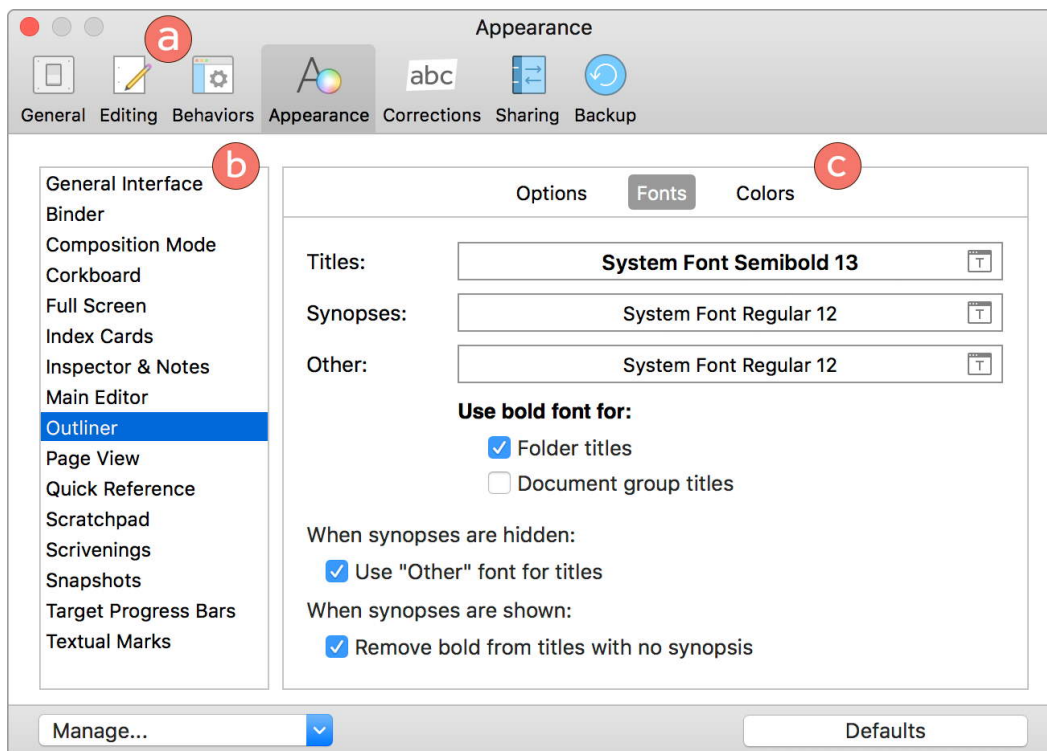 Appearance
a
General Editing Behaviors Appearance abc Corrections Sharing Backup
b
c
General Interface
Binder
Composition Mode
Corkboard
Full Screen
Index Cards
Inspector & Notes
Main Editor
Outliner
Page View
Quick Reference
Scratchpad
Scrivenings
Snapshots
Target Progress Bars
Textual Marks
Options Fonts Colors
Titles: System Font Semibold 13 T
Synopses: System Font Regular 12 T
Other: System Font Regular 12 T
Use bold font for:
Folder titles
Document group titles
When synopses are hidden:
Use "Other" font for titles
When synopses are shown:
Remove bold from titles with no synopsis
Manage... Defaults